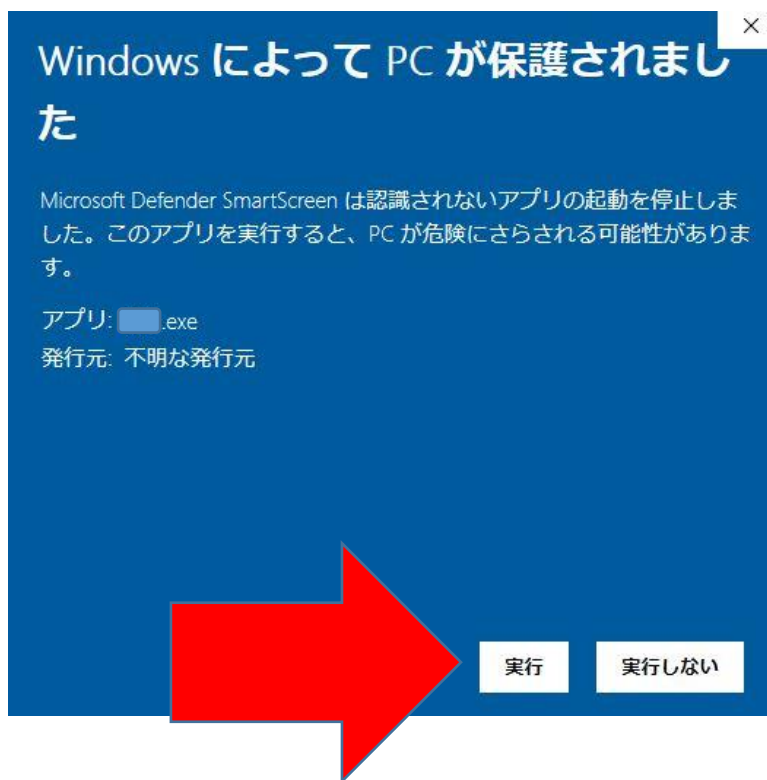 Windows によって PC が保護されまし
た
Microsoft Defender SmartScreen は認識されないアプリの起動を停止しま
した。このアプリを実行すると、PC が危険にさらされる可能性がありま
す。
アプリ: .exe
発行元: 不明な発行元
実行 実行しない